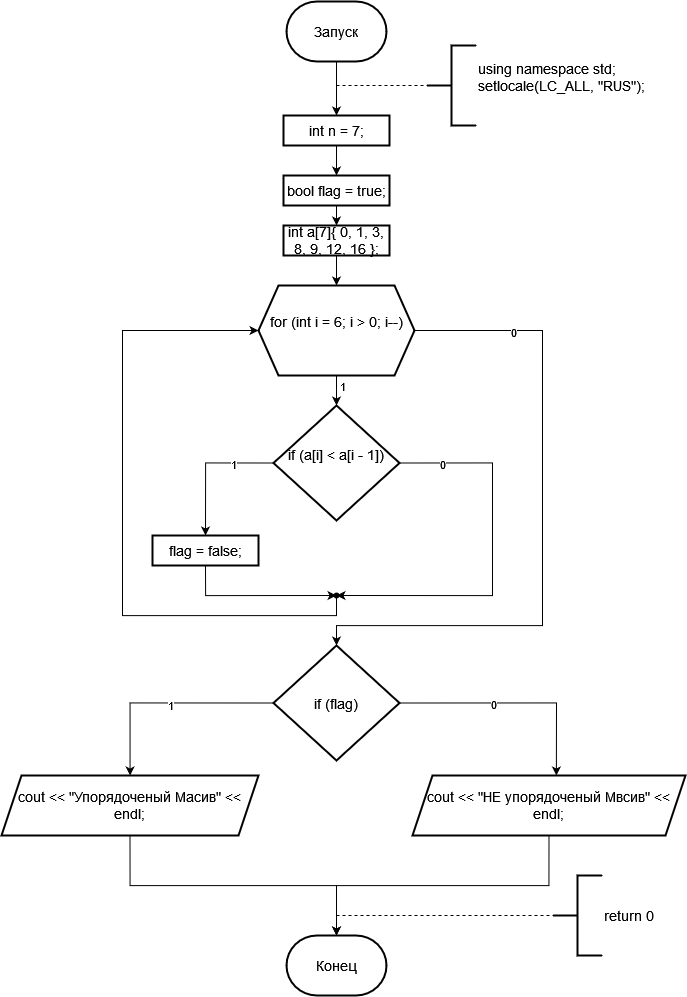 Запуск
using namespace std;
setlocale(LC_ALL, "RUS");
int n = 7;
bool flag = true;
int a[7]{ 0, 1, 3,
8, 9, 12, 16 };
for (int i = 6; i > 0; i--)
0
1
if (a[i] < a[i - 1])
1
0
flag = false;
if (flag)
1
0
cout << "Упорядоченый Масив" <<
endl;
cout << "НЕ упорядоченый Мвсив" <<
endl;
return 0
Конец